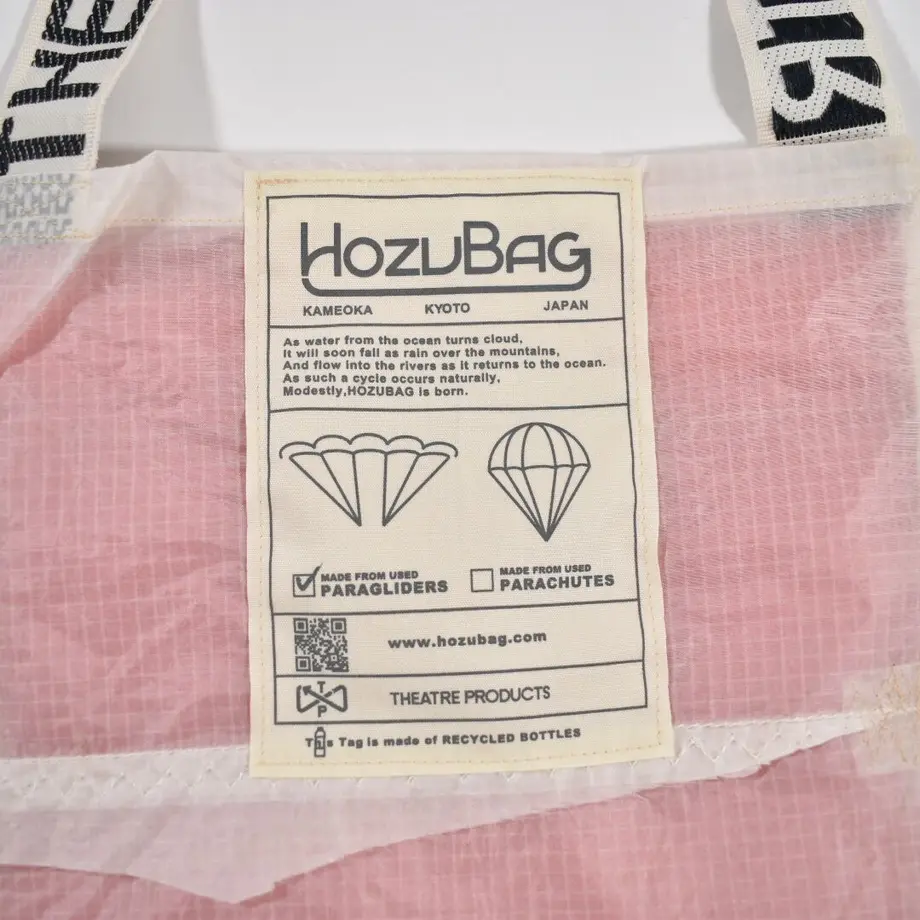 THE
HOZUBAG
KAMEOKA KYOTO JAPAN
As water from the ocean turns cloud,
It will soon fall as rain over the mountains,
And flow into the rivers as it returns to the ocean.
As such a cycle occurs naturally,
Modestly,HOZUBAG is born.
MADE FROM USED
PARAGLIDERS
MADE FROM USED
PARACHUTES
www.hozubag.com
T
P
THEATRE PRODUCTS
This Tag is made of RECYCLED BOTTLES